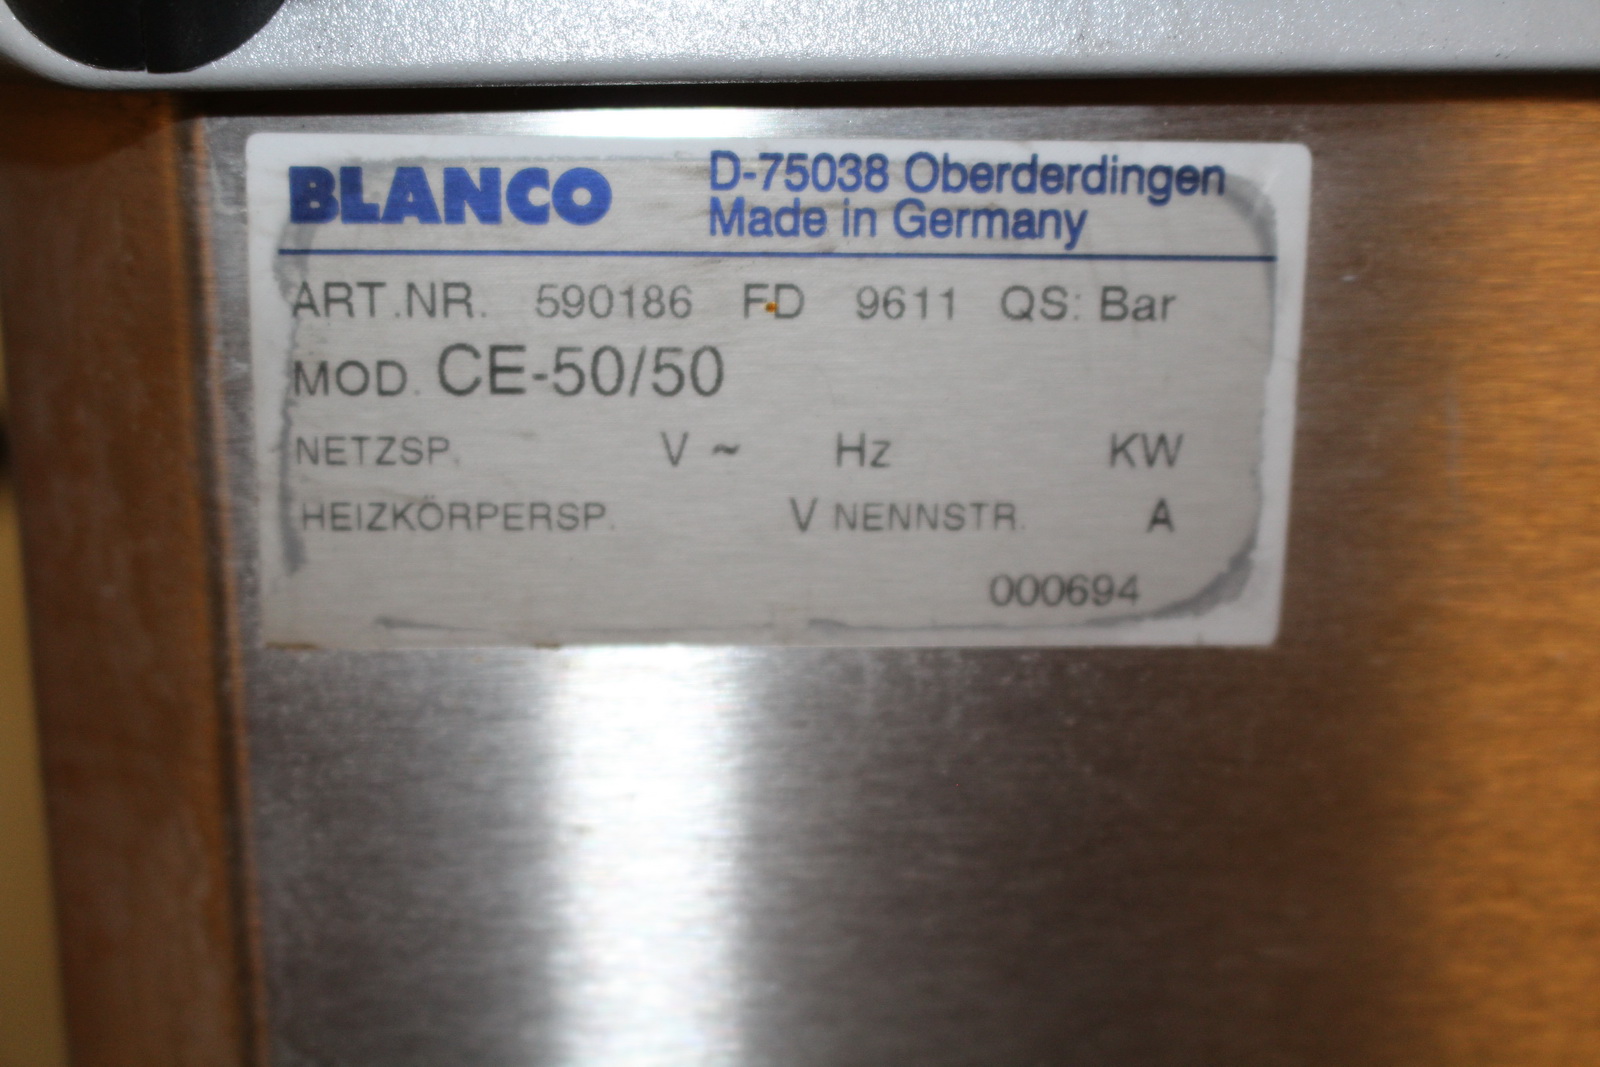 BLANCO D-75038 Oberderdingen
Made in Germany
ART.NR. 590186 FD 9611 QS: Bar
MOD. CE-50/50
NETZSP. V ~ Hz KW
HEIZKÖRPERSP. V NENNSTR. A
000694